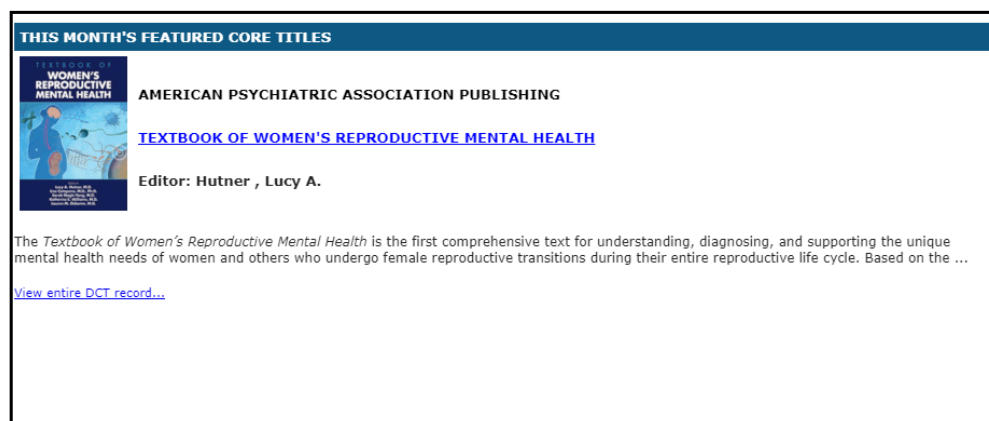 THIS MONTH'S FEATURED CORE TITLES
TEXTBOOK OF
WOMEN'S
REPRODUCTIVE
MENTAL HEALTH
AMERICAN PSYCHIATRIC ASSOCIATION PUBLISHING
TEXTBOOK OF WOMEN'S REPRODUCTIVE MENTAL HEALTH
Editor: Hutner , Lucy A.
Lucy A. Hutner, M.D.
The Textbook of Women’s Reproductive Mental Health is the first comprehensive text for understanding, diagnosing, and supporting the unique
mental health needs of women and others who undergo female reproductive transitions during their entire reproductive life cycle. Based on the ...
View entire DCT record...